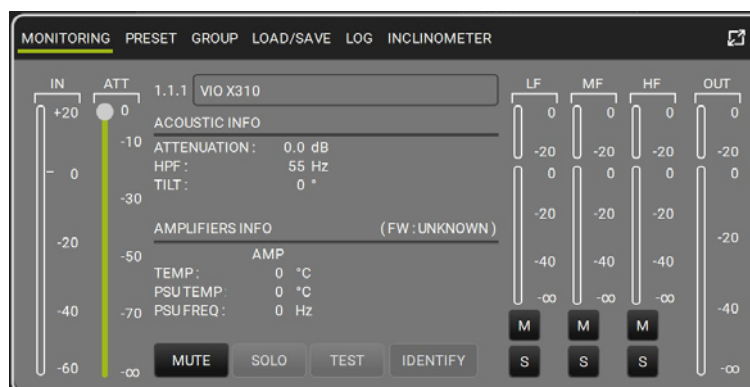 MONITORING PRESET GROUP LOAD/SAVE LOG INCLINOMETER
IN ATT LF MF HF OUT
1.1.1 VIO X310
ACOUSTIC INFO
ATTENUATION : 0.0 dB
HPF : 55 Hz
TILT : 0 °
AMPLIFIERS INFO (FW : UNKNOWN)
AMP
TEMP : 0 °C
PSU TEMP : 0 °C
PSU FREQ : 0 Hz
MUTE SOLO TEST IDENTIFY
+20
0
-20
-40
-60
0
-10
-30
-50
-70
-∞
0
-20
0
-20
-40
-∞
M
S
0
-20
0
-20
-40
-∞
M
S
0
-20
0
-20
-40
-∞
M
S
0
-20
0
-20
-40
-∞